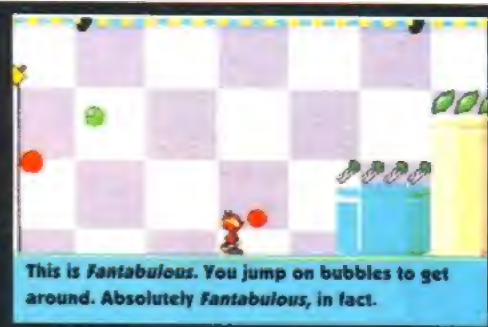 This is Fantabulous. You jump on bubbles to get
around. Absolutely Fantabulous, in fact.